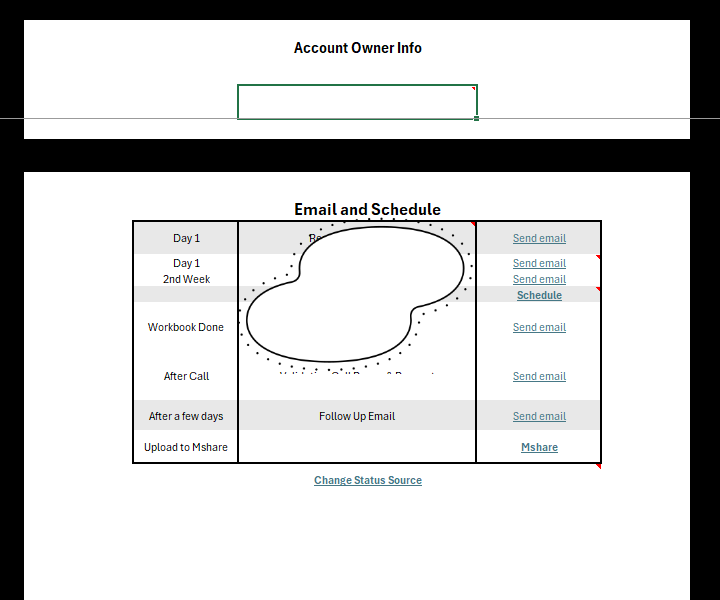 Account Owner Info
Email and Schedule
Day 1 Send email
Day 1 Send email
2nd Week Send email
Schedule
Workbook Done Send email
After Call Send email
After a few days Follow Up Email Send email
Upload to Mshare Mshare
Change Status Source